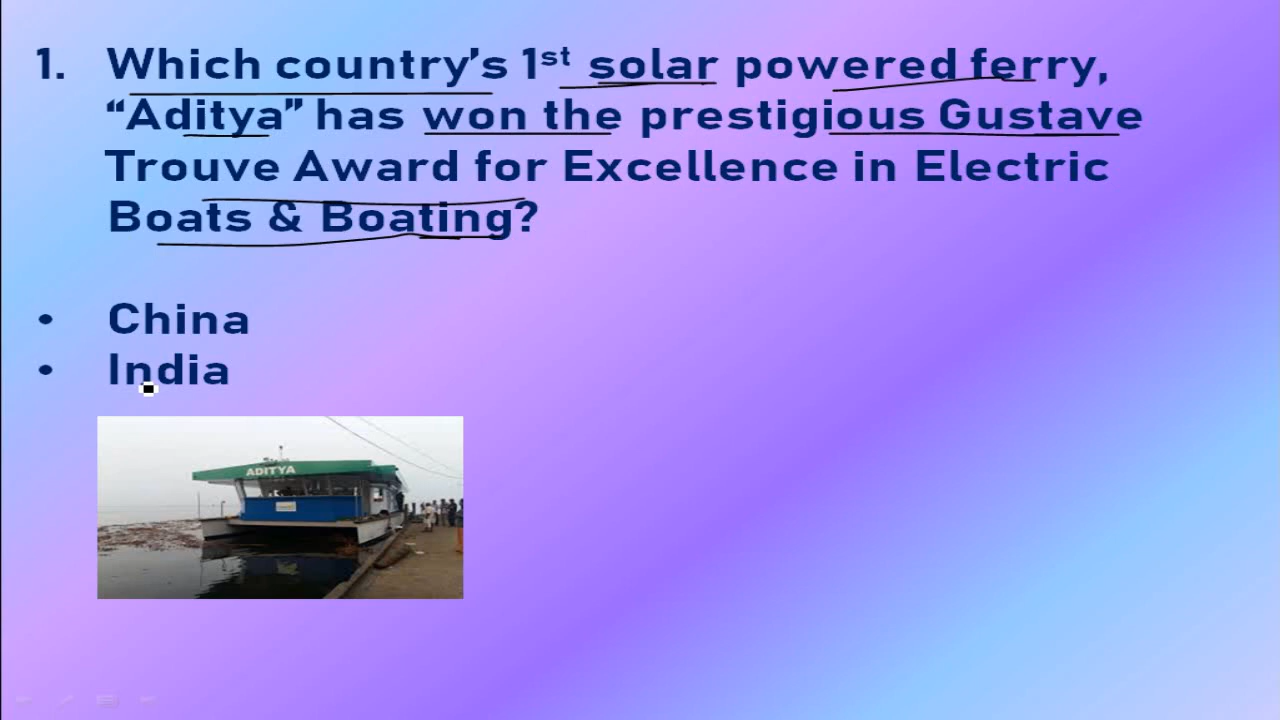 1. Which country's 1st solar powered ferry,
“Aditya” has won the prestigious Gustave
Trouve Award for Excellence in Electric
Boats & Boating?
• China
• India
ADITYA